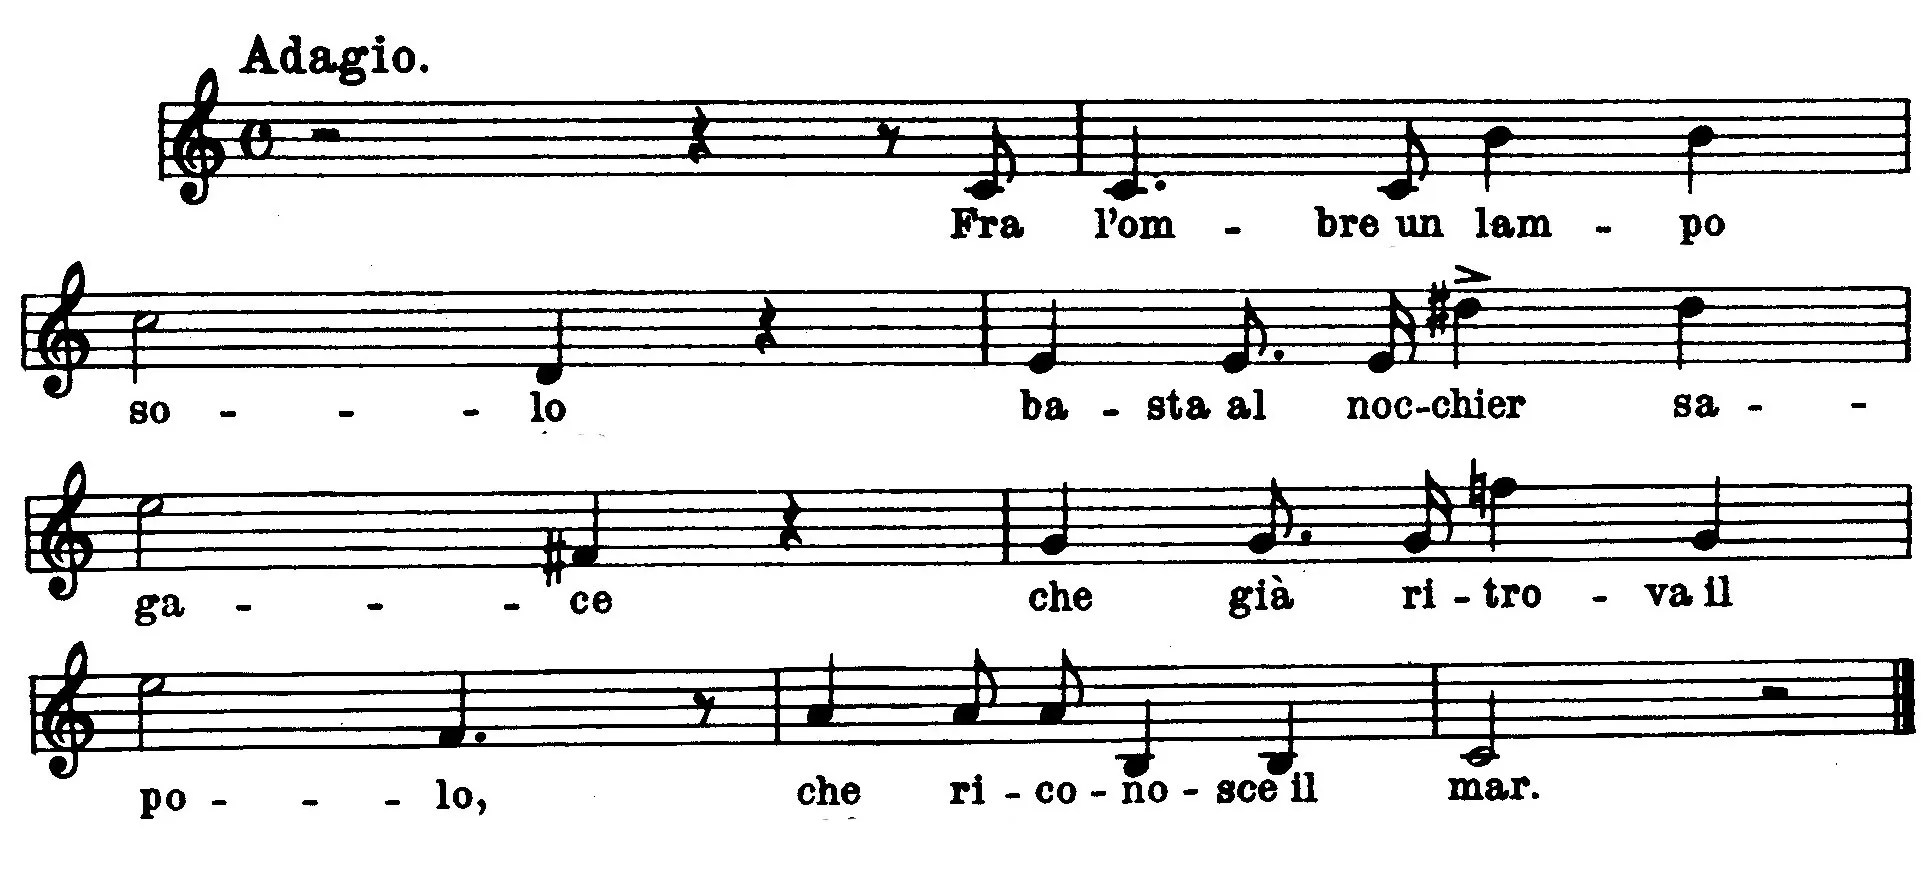 Adagio.
Fra l'om - bre un lam - po
so - - - lo ba - sta al noc-chier sa - -
ga - - - ce che già ri - tro - va il
po - - - lo, che ri - co - no - sce il mar.